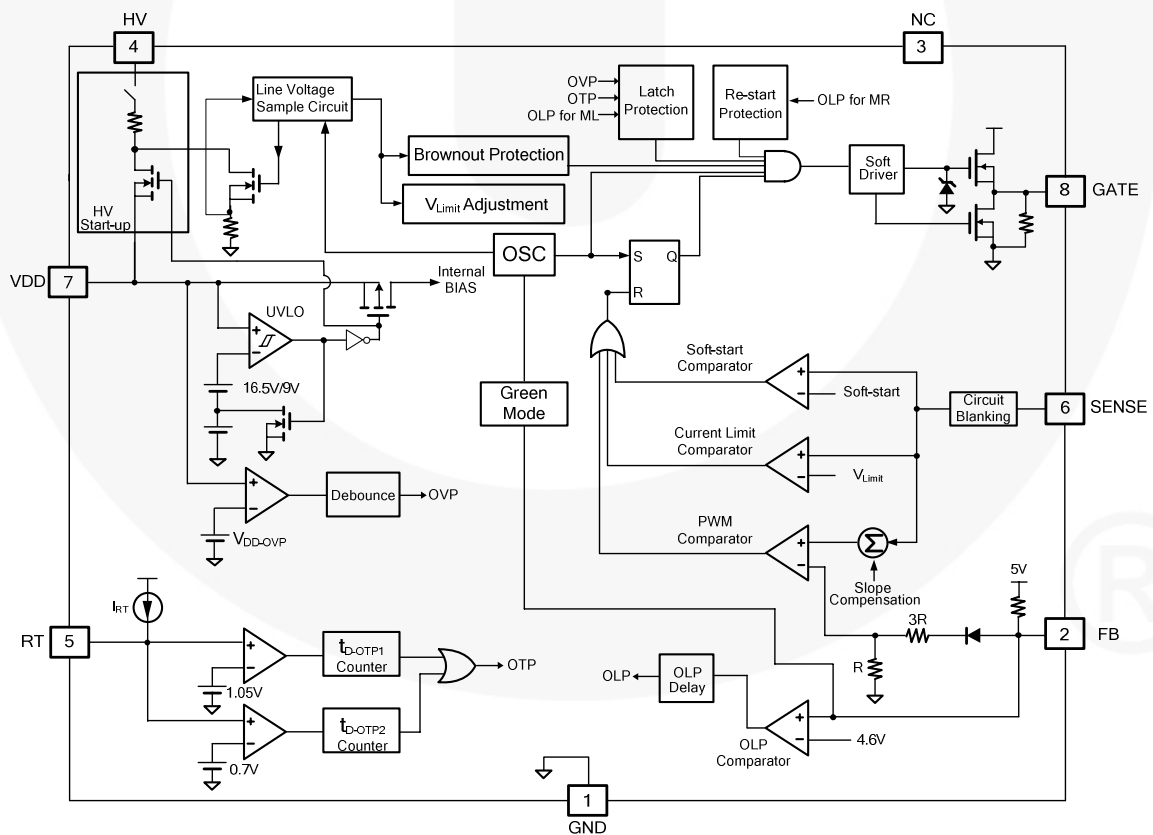 HV
4
NC
3
Line Voltage
Sample Circuit
HV
Start-up
OVP
OTP
OLP for ML
Latch
Protection
Re-start
Protection
OLP for MR
Brownout Protection
VLimit Adjustment
Soft
Driver
8
GATE
OSC
S
Q
R
VDD
7
Internal
BIAS
UVLO
+
−
16.5V/9V
Green
Mode
Soft-start
Comparator
+
−
Soft-start
Circuit
Blanking
6
SENSE
Current Limit
Comparator
+
−
VLimit
+
−
Debounce
OVP
VDD-OVP
PWM
Comparator
+
−
Σ
Slope
Compensation
5V
IRT
RT
5
3R
2
FB
R
+
−
tD-OTP1
Counter
OTP
1.05V
+
−
tD-OTP2
Counter
0.7V
OLP
OLP
Delay
+
−
4.6V
OLP
Comparator
1
GND
®